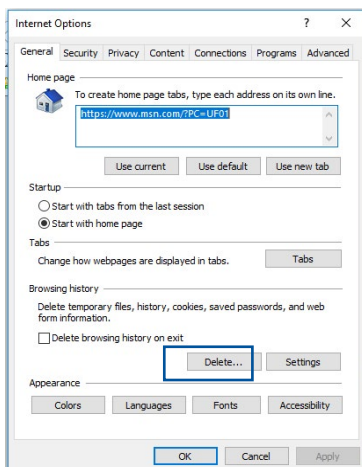 Internet Options ? X
General Security Privacy Content Connections Programs Advanced
Home page
To create home page tabs, type each address on its own line.
https://www.msn.com/?PC=UF01
Use current Use default Use new tab
Startup
Start with tabs from the last session
Start with home page
Tabs
Change how webpages are displayed in tabs. Tabs
Browsing history
Delete temporary files, history, cookies, saved passwords, and web
form information.
Delete browsing history on exit
Delete... Settings
Appearance
Colors Languages Fonts Accessibility
OK Cancel Apply